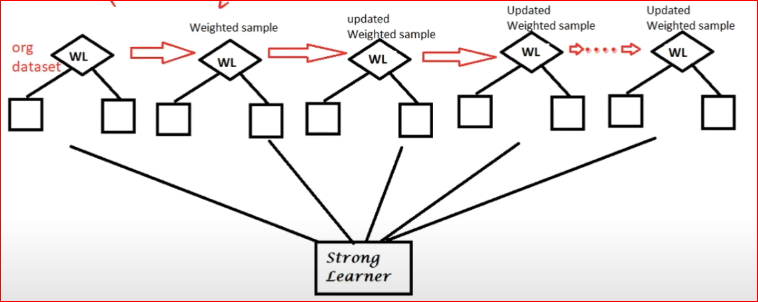 org
dataset
WL
Weighted sample
WL
updated
Weighted sample
WL
Updated
Weighted sample
WL
Updated
Weighted sample
WL
Strong
Learner